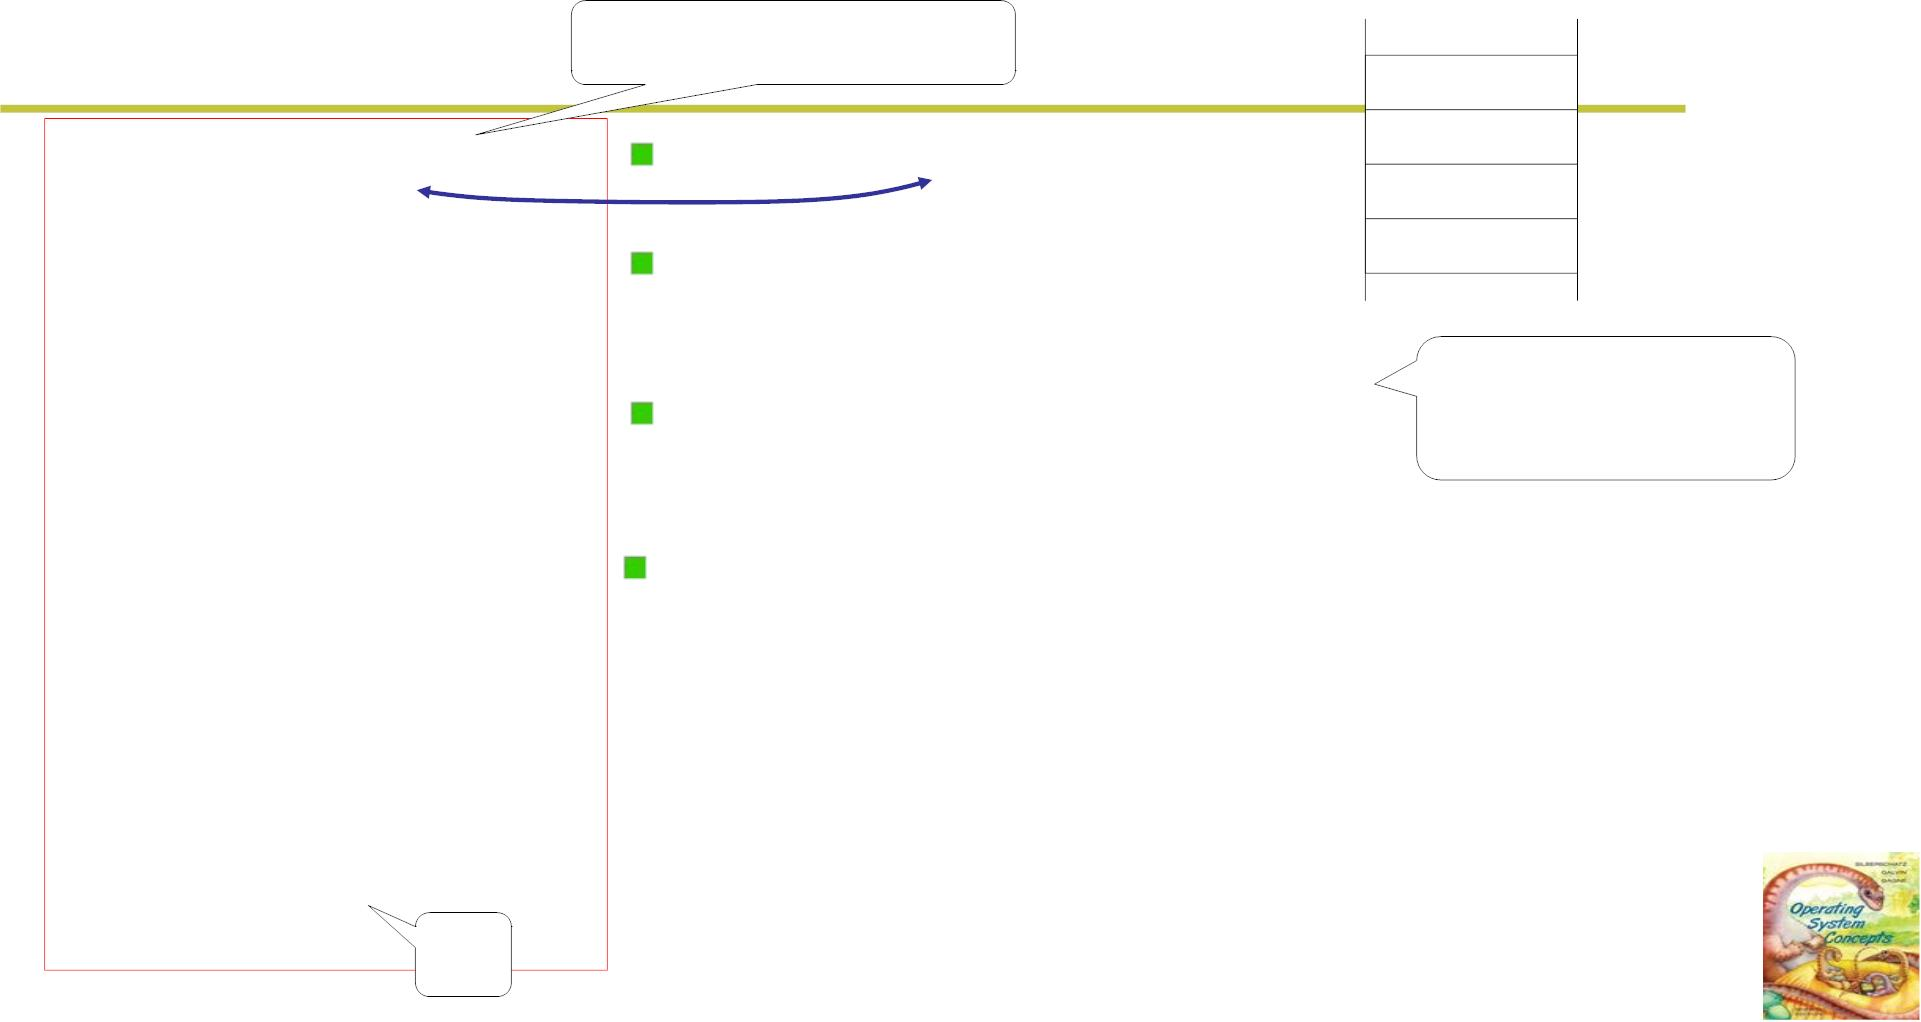 SILBERSCHATZ
GALVIN
GAGNE
Operating
System
Concepts